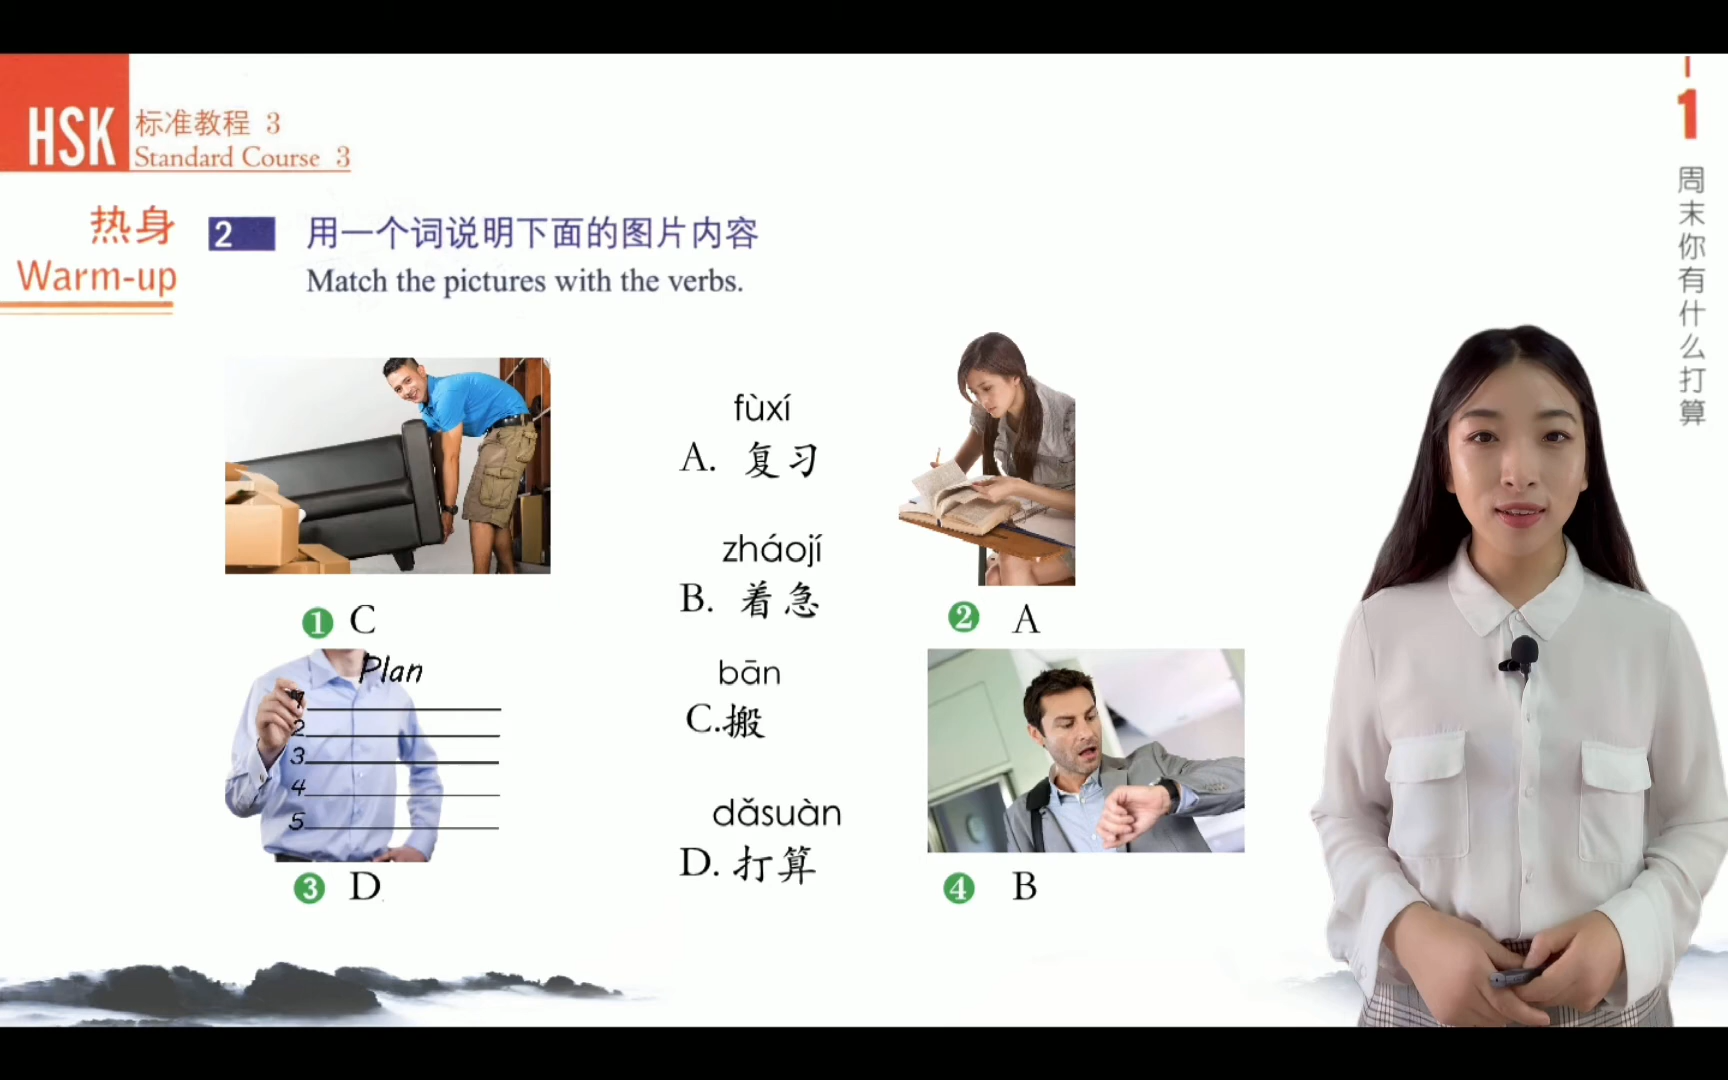 HSK
标准教程 3
Standard Course 3
1
周末你有什么打算
热身
Warm-up
2 用一个词说明下面的图片内容
Match the pictures with the verbs.
fùxí
A. 复习
zháojí
B. 着急
bān
C.搬
dǎsuàn
D. 打算
1 C
2 A
Plan
1
2
3
4
5
3 D
4 B